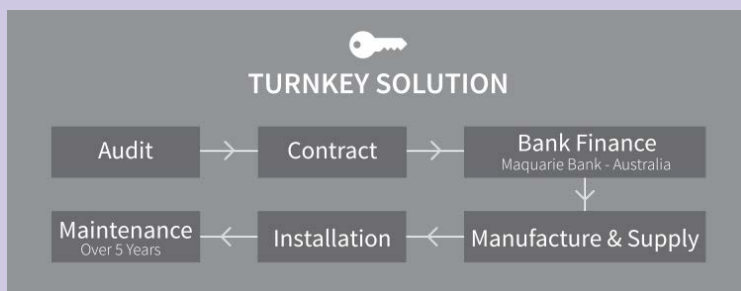 TURNKEY SOLUTION
Audit
Contract
Bank Finance
Maquarie Bank - Australia
Manufacture & Supply
Installation
Maintenance
Over 5 Years